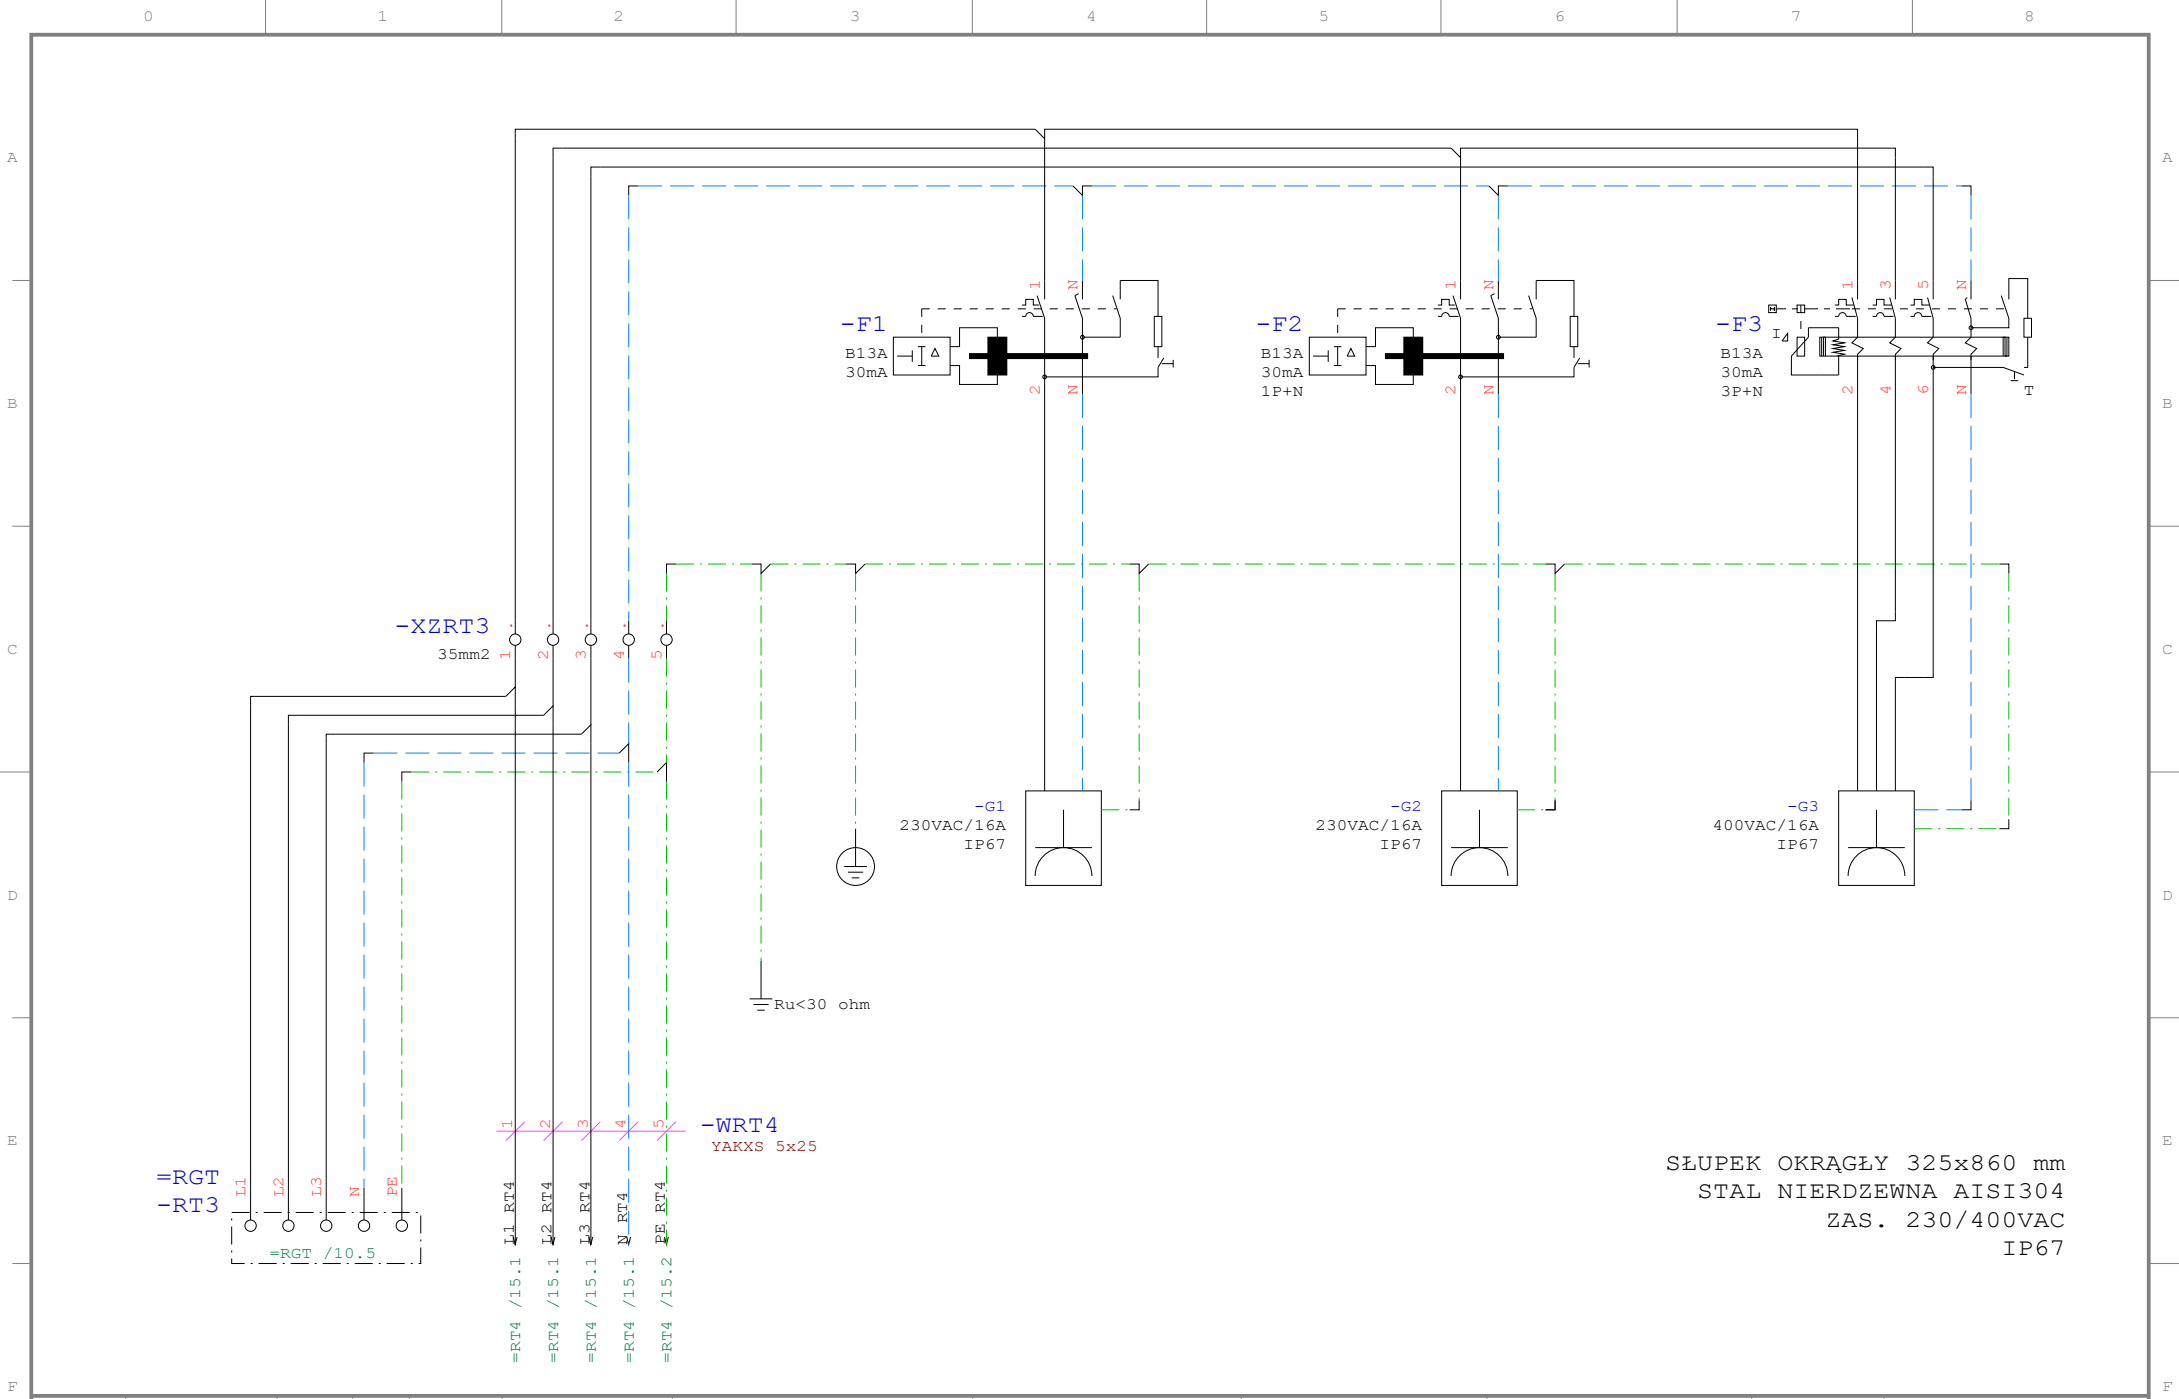 0 1 2 3 4 5 6 7 8
A A
1 N 1 N 1 3 5 N
-F1
B13A
30mA
-F2
B13A
30mA
1P+N
-F3
B13A
30mA
3P+N
I
T
2 N 2 N 2 4 6 N
B B
-XZRT3
35mm2
1 2 3 4 5
C C
-G1
230VAC/16A
IP67
-G2
230VAC/16A
IP67
-G3
400VAC/16A
IP67
D D
Ru<30 ohm
1 2 3 4 5
-WRT4
YAKXS 5x25
E E
=RGT
-RT3
L1 L2 L3 N PE
=RGT /10.5
L1 RT4
L2 RT4
L3 RT4
N RT4
PE RT4
=RT4 /15.1
=RT4 /15.1
=RT4 /15.1
=RT4 /15.1
=RT4 /15.2
SŁUPEK OKRĄGŁY 325x860 mm
STAL NIERDZEWNA AISI304
ZAS. 230/400VAC
IP67
F F